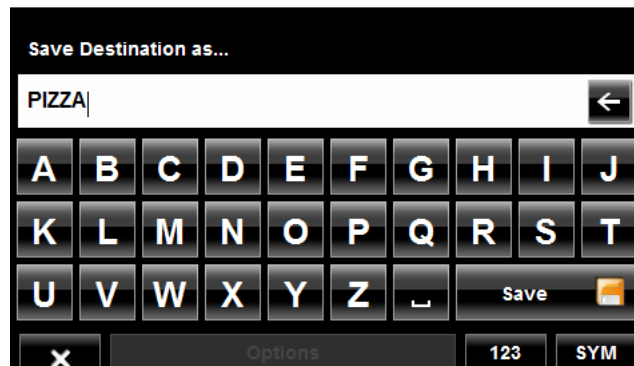 Save Destination as...
PIZZA
A B C D E F G H I J
K L M N O P Q R S T
U V W X Y Z Save
Options 123 SYM